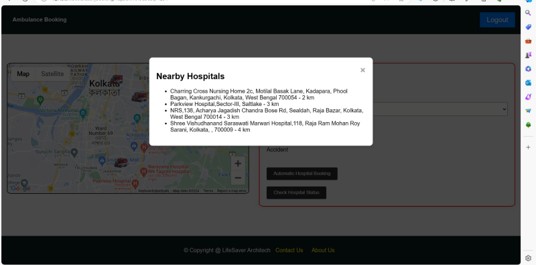 Ambulance Booking
Logout
Map Satellite
Kolkata
কলকাতা
Nearby Hospitals
×
• Charring Cross Nursing Home 2c, Motilal Basak Lane, Kadapara, Phool
Bagan, Kankurgachi, Kolkata, West Bengal 700054 - 2 km
• Parkview Hospital,Sector-III, Saltlake - 3 km
• NRS,138, Acharya Jagadish Chandra Bose Rd, Sealdah, Raja Bazar, Kolkata,
West Bengal 700014 - 3 km
• Shree Vishudhanand Saraswati Marwari Hospital,118, Raja Ram Mohan Roy
Sarani, Kolkata, , 700009 - 4 km
Accident
Automatic Hospital Booking
Check Hospital Status
© Copyright @ LifeSaver Architech Contact Us About Us